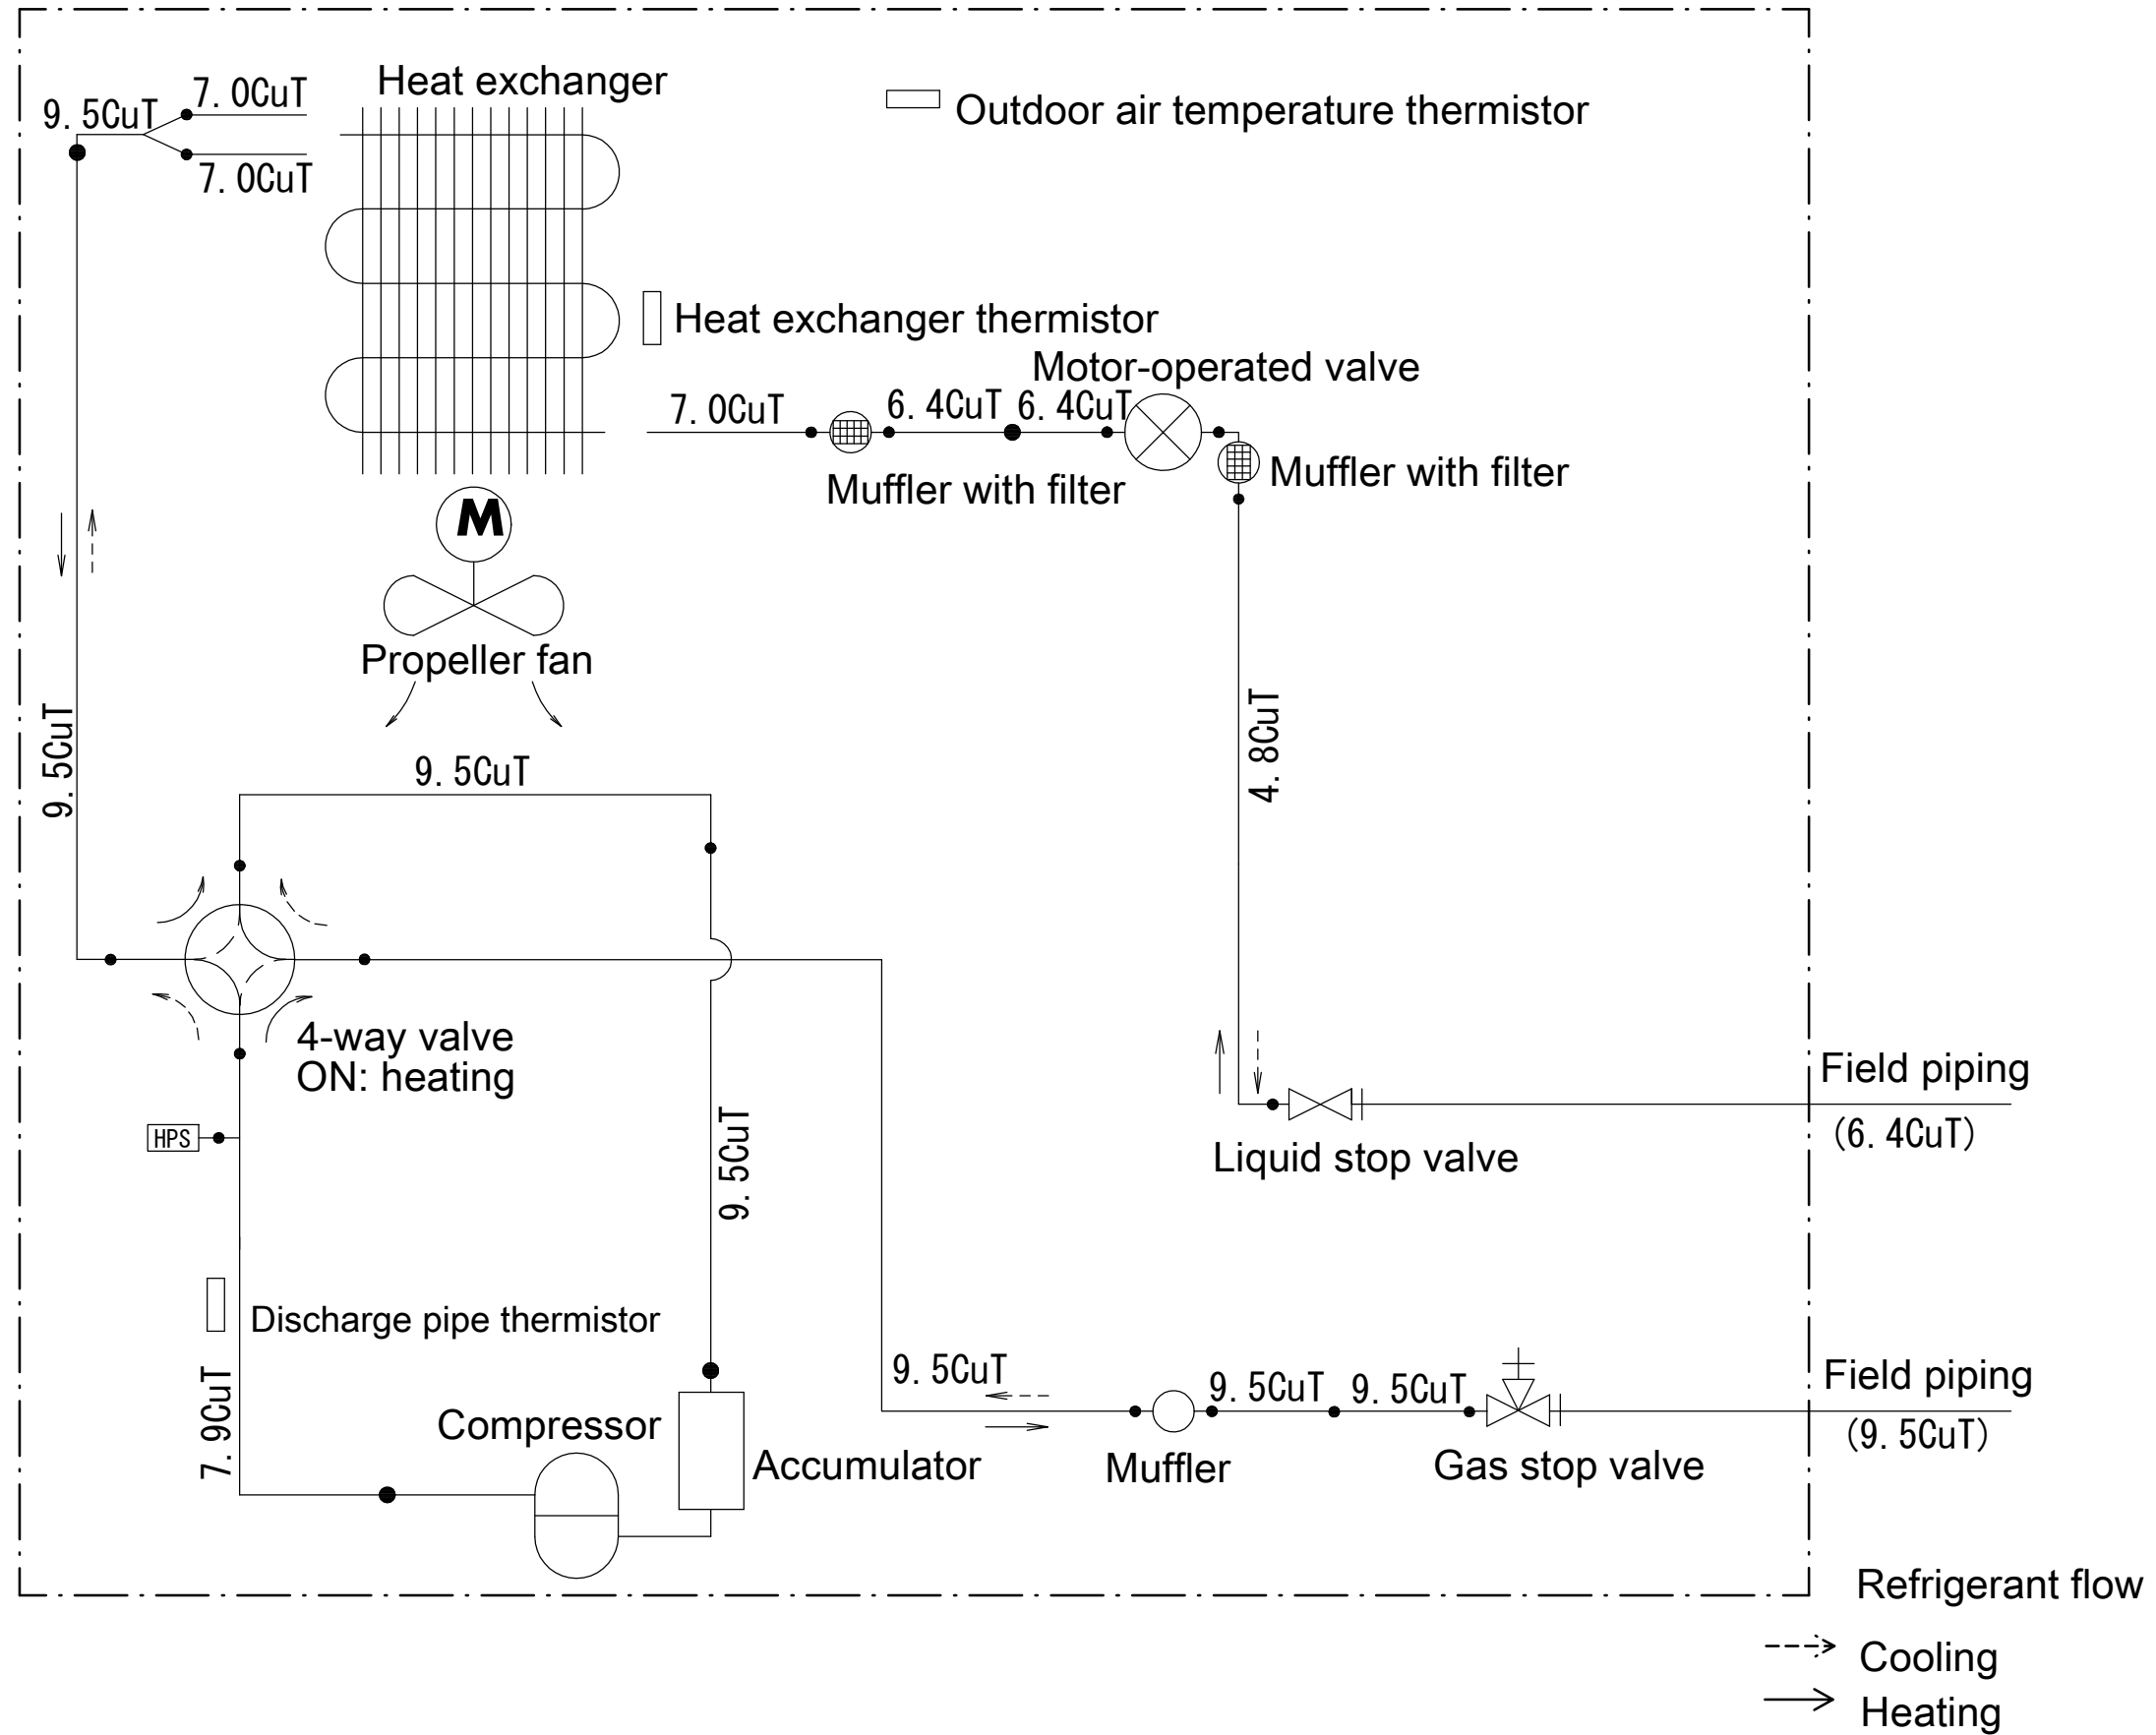 Heat exchanger
7. 0CuT
9. 5CuT
7. 0CuT
Outdoor air temperature thermistor
Heat exchanger thermistor
Motor-operated valve
7. 0CuT
6. 4CuT
6. 4CuT
Muffler with filter
Muffler with filter
M
Propeller fan
9. 5CuT
9. 5CuT
4. 8CuT
4-way valve
ON: heating
HPS
Field piping
(6. 4CuT)
Liquid stop valve
9. 5CuT
Discharge pipe thermistor
7. 9CuT
Compressor
Accumulator
9. 5CuT
9. 5CuT
9. 5CuT
Muffler
Gas stop valve
Field piping
(9. 5CuT)
Refrigerant flow
Cooling
Heating